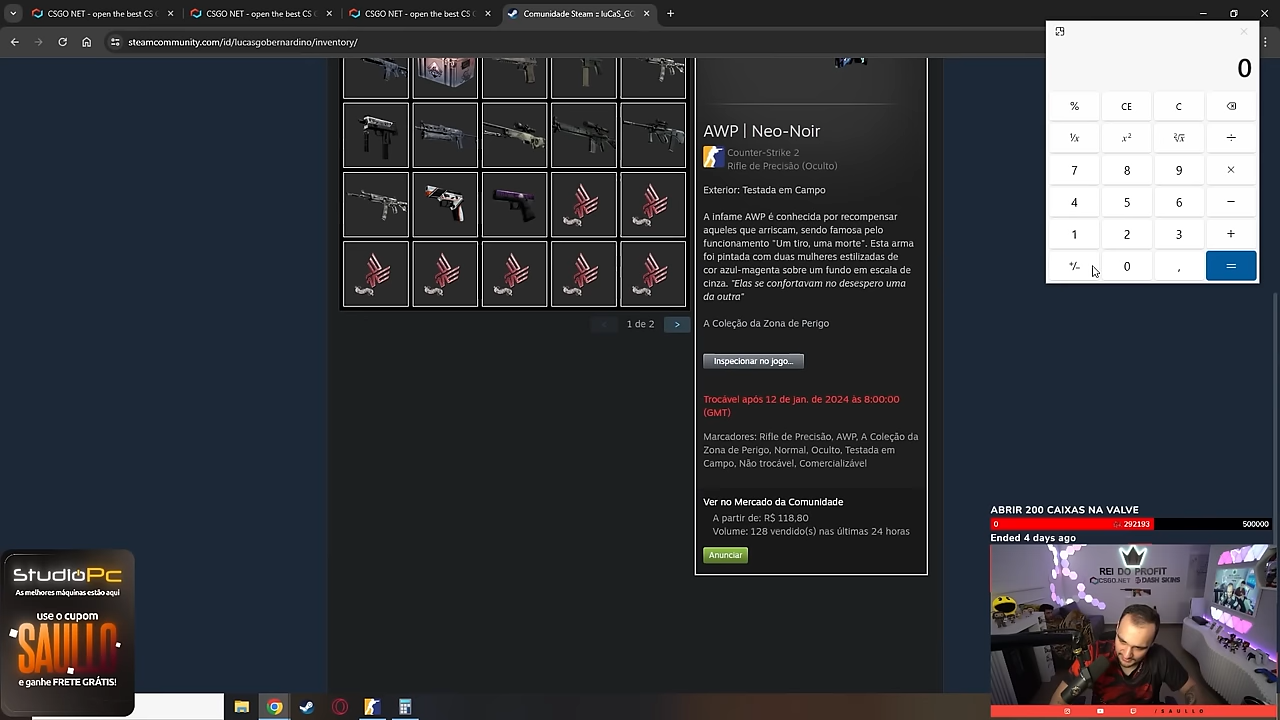 CSGO NET - open the best CS
CSGO NET - open the best CS
CSGO NET - open the best CS
Comunidade Steam :: luCaS_GO
steamcommunity.com/id/lucasgobernardino/inventory/
0
% CE C
1/x x² ²√x ÷
7 8 9 ×
4 5 6 −
1 2 3 +
+/− 0 , =
AWP | Neo-Noir
Counter-Strike 2
Rifle de Precisão (Oculto)
Exterior: Testada em Campo
A infame AWP é conhecida por recompensar
aqueles que arriscam, sendo famosa pelo
funcionamento "Um tiro, uma morte". Esta arma
foi pintada com duas mulheres estilizadas de
cor azul-magenta sobre um fundo em escala de
cinza. "Elas se confortavam no desespero uma
da outra"
A Coleção da Zona de Perigo
Inspecionar no jogo...
Trocável após 12 de jan. de 2024 às 8:00:00
(GMT)
Marcadores: Rifle de Precisão, AWP, A Coleção da
Zona de Perigo, Normal, Oculto, Testada em
Campo, Não trocável, Comercializável
Ver no Mercado da Comunidade
A partir de: R$ 118,80
Volume: 128 vendido(s) nas últimas 24 horas
Anunciar
< 1 de 2 >
ABRIR 200 CAIXAS NA VALVE
0 292193 500000
Ended 4 days ago
REI DO PROFIT
CSGO.NET DASH SKINS
/SAULLO
StudioPC
As melhores máquinas estão aqui
use o cupom
SAULLO
e ganhe FRETE GRÁTIS!